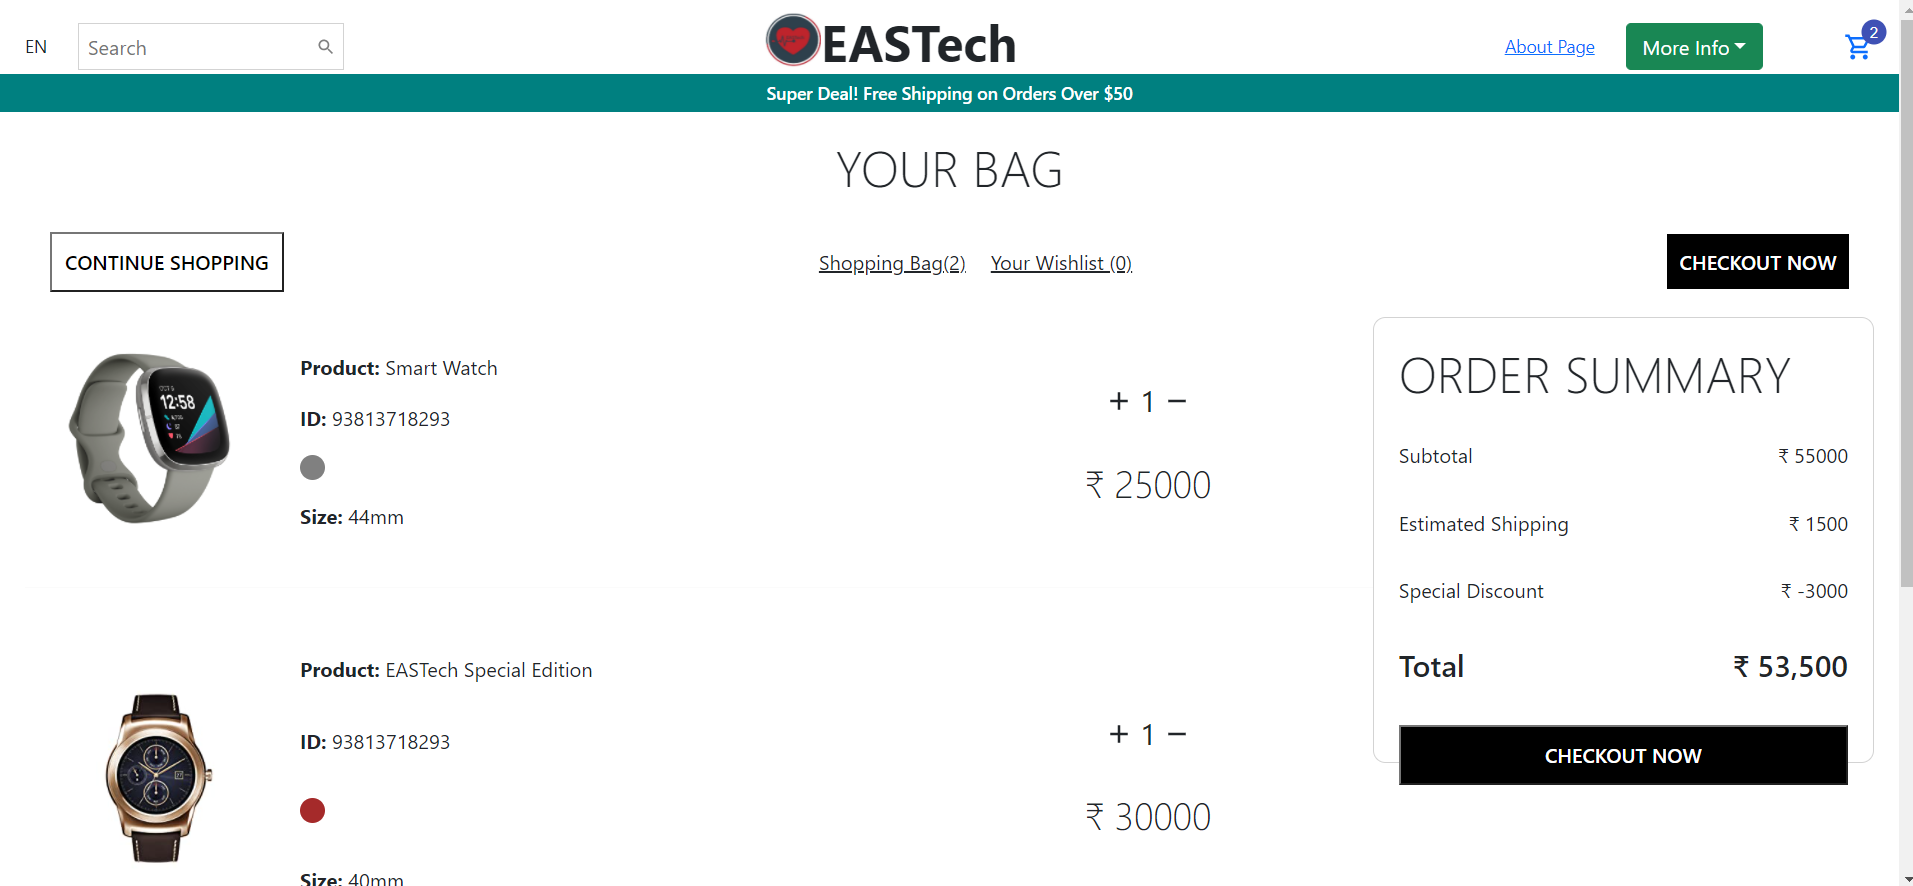 EN
Search
EASTech
About Page
More Info
2
Super Deal! Free Shipping on Orders Over $50
YOUR BAG
CONTINUE SHOPPING
Shopping Bag(2)
Your Wishlist (0)
CHECKOUT NOW
12:58
Product: Smart Watch
ID: 93813718293
Size: 44mm
+ 1 −
₹ 25000
Product: EASTech Special Edition
ID: 93813718293
Size: 40mm
+ 1 −
₹ 30000
ORDER SUMMARY
Subtotal ₹ 55000
Estimated Shipping ₹ 1500
Special Discount ₹ -3000
Total ₹ 53,500
CHECKOUT NOW